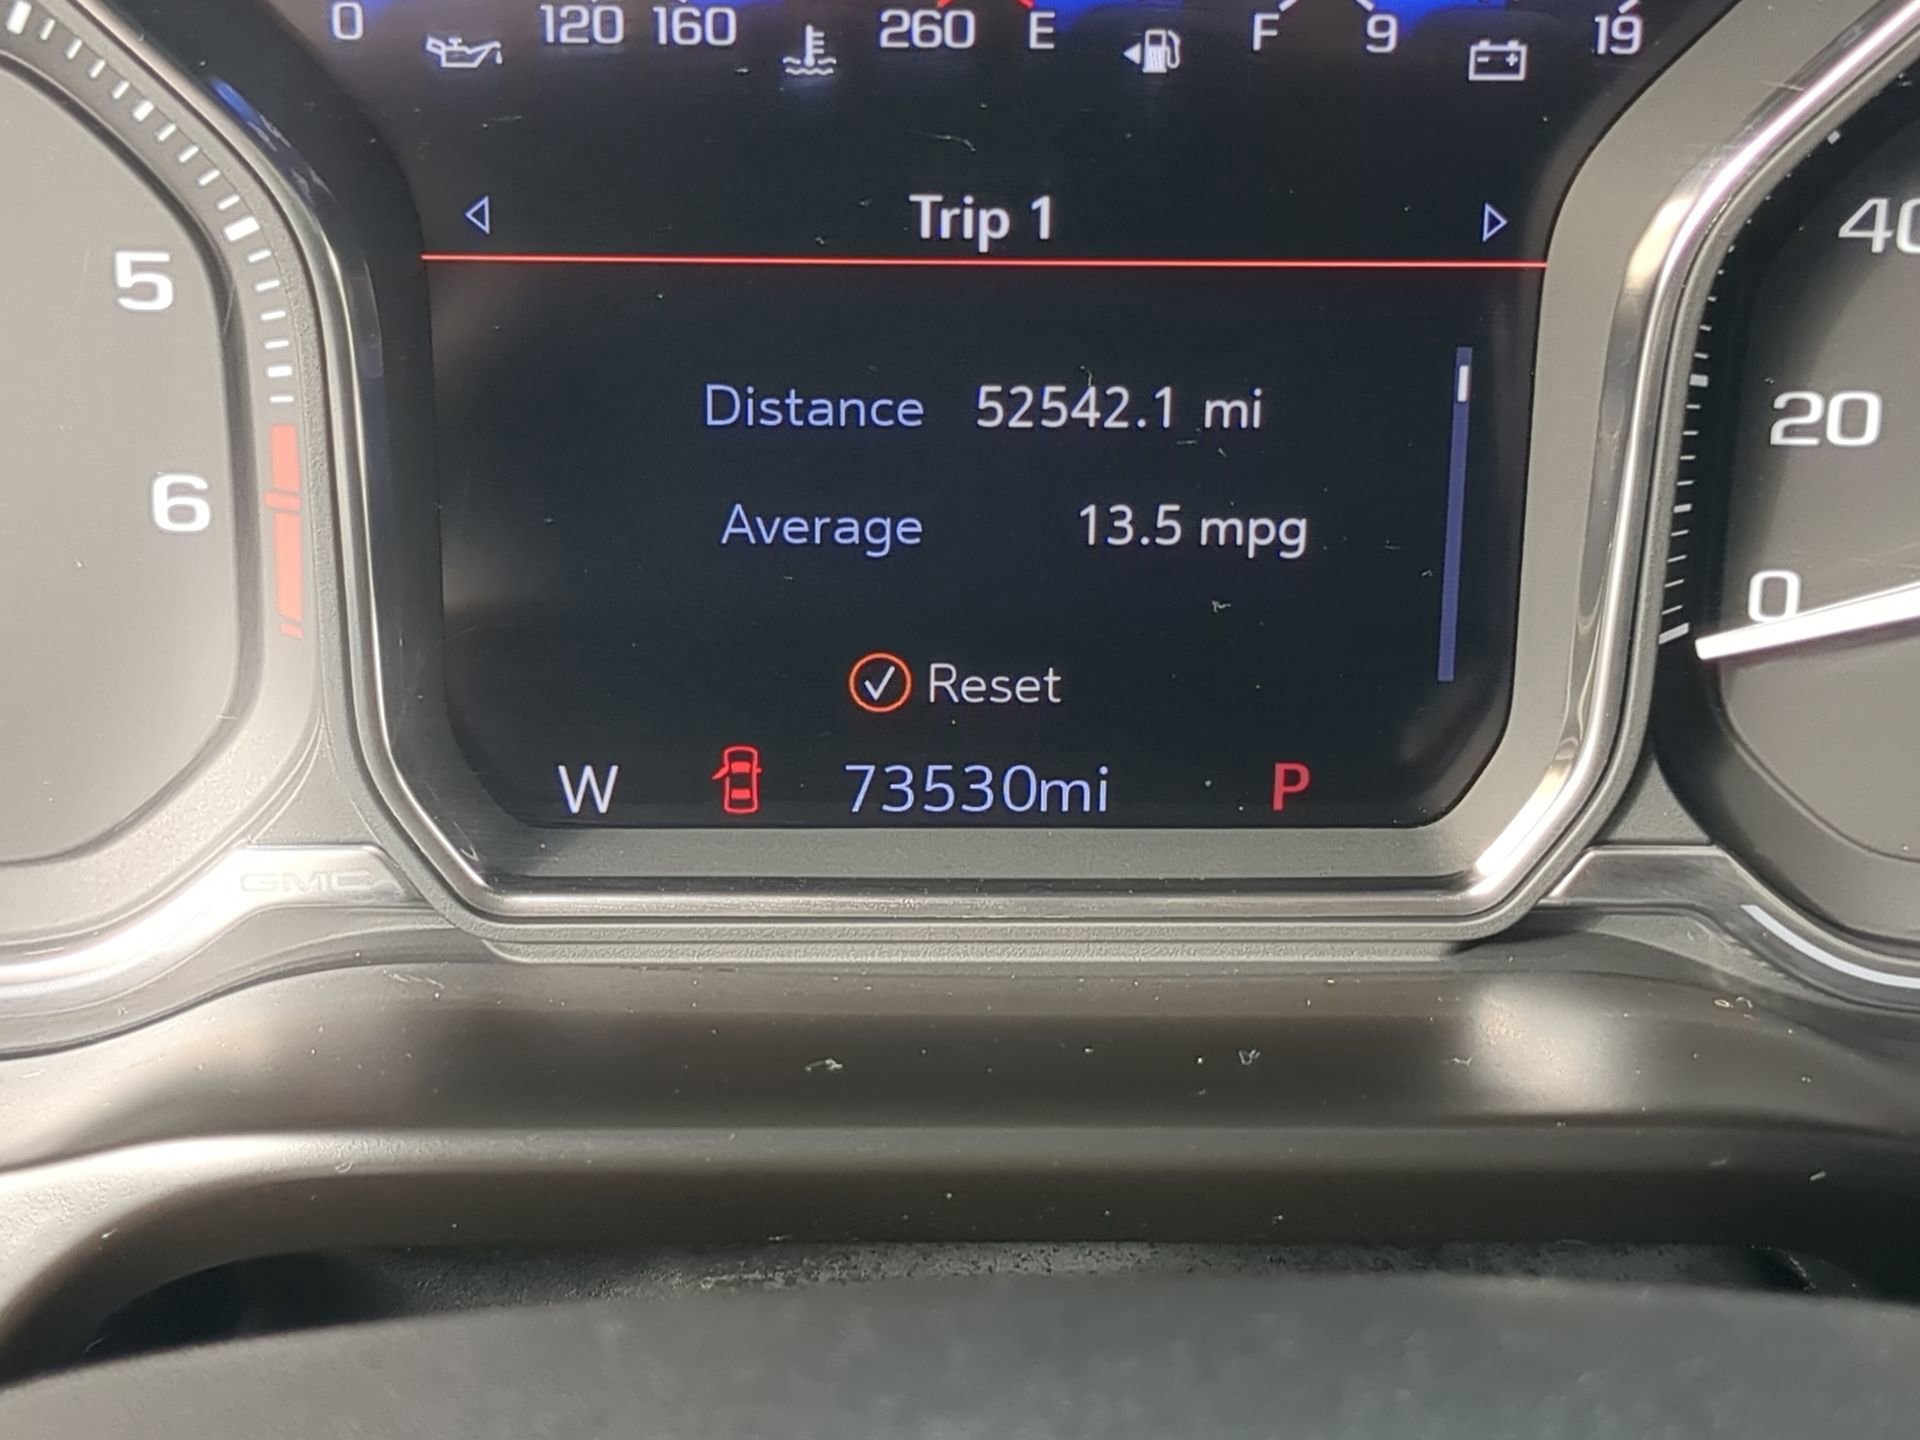 0 120 160 260 E F 9 19
Trip 1
40
5
Distance 52542.1 mi
20
6
Average 13.5 mpg
0
Reset
W 73530mi P
GMC